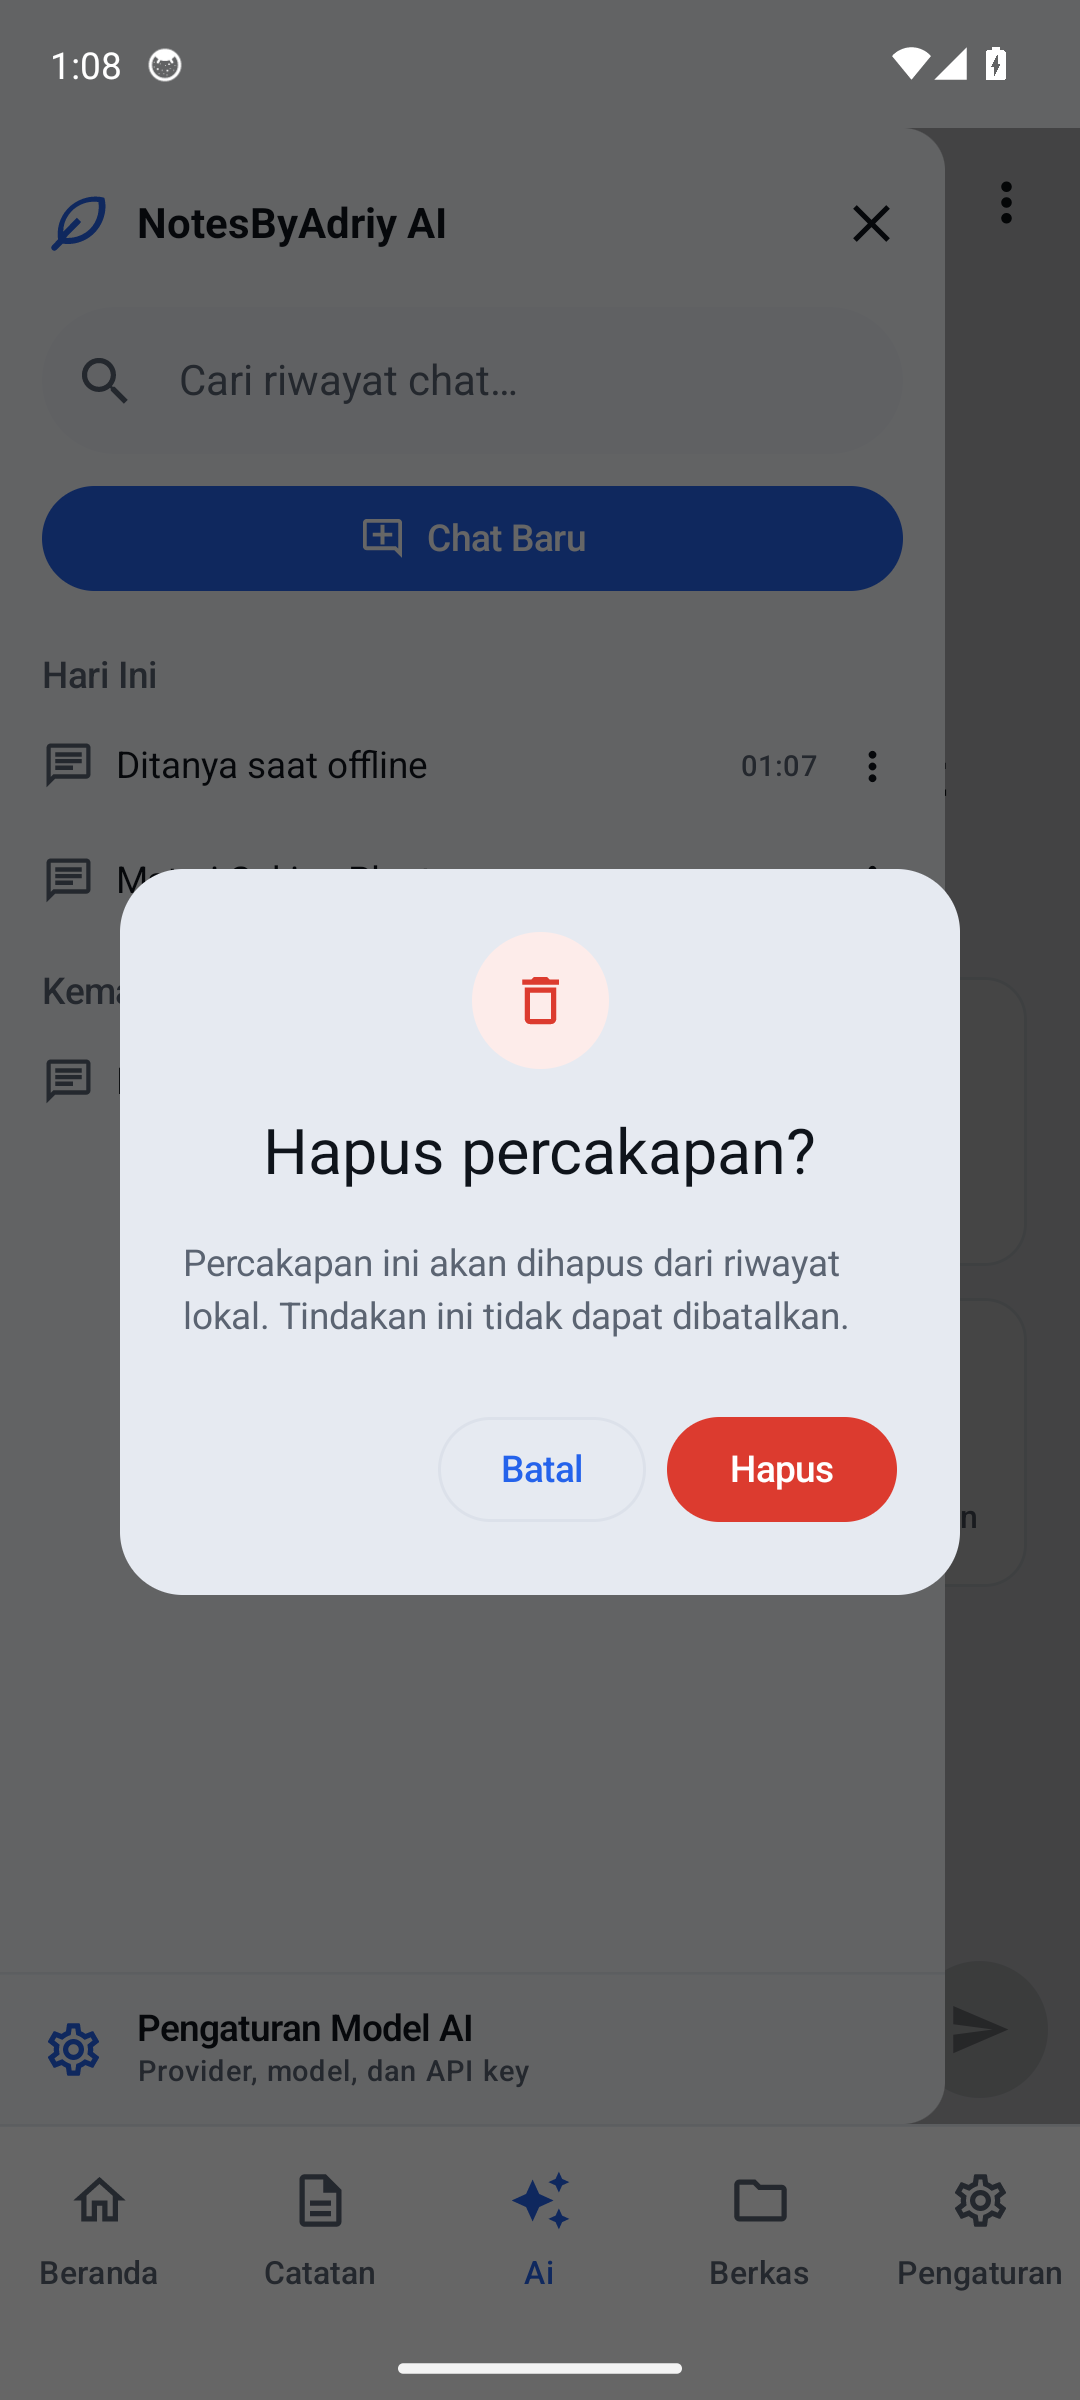 1:08
NotesByAdriy AI
Cari riwayat chat...
Chat Baru
Hari Ini
Ditanya saat offline
01:07
Hapus percakapan?
Percakapan ini akan dihapus dari riwayat
lokal. Tindakan ini tidak dapat dibatalkan.
Batal
Hapus
Pengaturan Model AI
Provider, model, dan API key
Beranda
Catatan
Ai
Berkas
Pengaturan